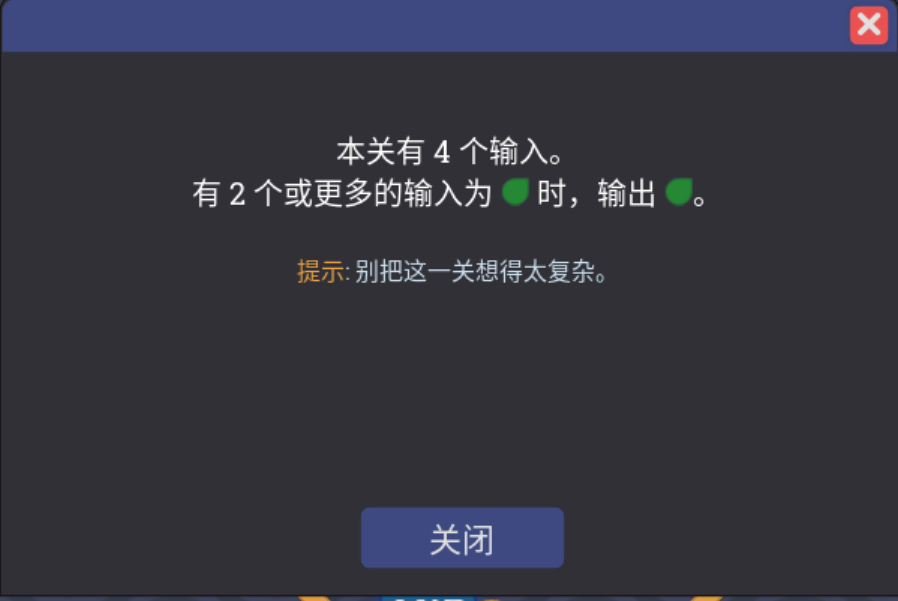 本关有 4 个输入。
有 2 个或更多的输入为 时，输出 。
提示: 别把这一关想得太复杂。
关闭